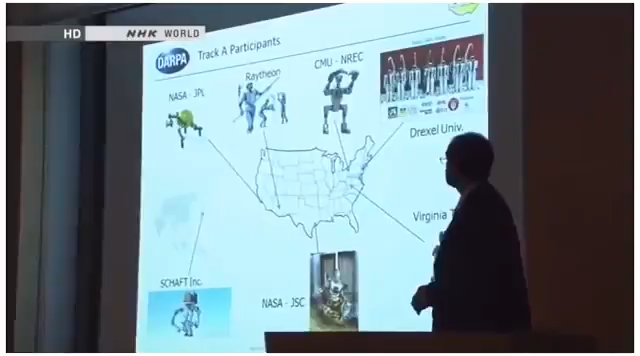 HD NHK WORLD
DARPA Track A Participants
NASA - JPL
Raytheon
CMU - NREC
Drexel Univ.
Virginia
SCHAFT Inc.
NASA - JSC